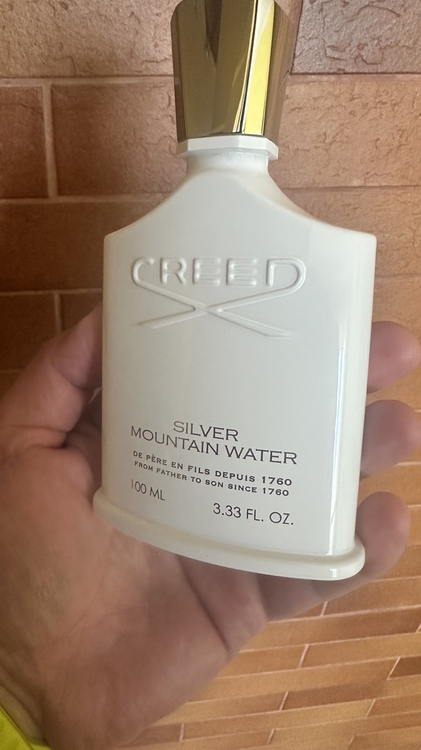 CREED
SILVER
MOUNTAIN WATER
DE PÈRE EN FILS DEPUIS 1760
FROM FATHER TO SON SINCE 1760
100 ML
3.33 FL. OZ.